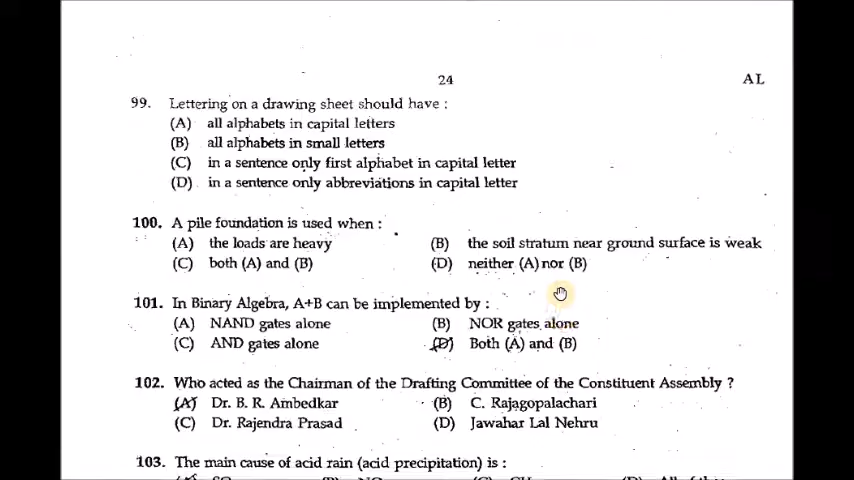 24
AL
99. Lettering on a drawing sheet should have :
(A) all alphabets in capital letters
(B) all alphabets in small letters
(C) in a sentence only first alphabet in capital letter
(D) in a sentence only abbreviations in capital letter
100. A pile foundation is used when :
(A) the loads are heavy (B) the soil stratum near ground surface is weak
(C) both (A) and (B) (D) neither (A) nor (B)
101. In Binary Algebra, A+B can be implemented by :
(A) NAND gates alone (B) NOR gates alone
(C) AND gates alone (D) Both (A) and (B)
102. Who acted as the Chairman of the Drafting Committee of the Constituent Assembly ?
(A) Dr. B. R. Ambedkar (B) C. Rajagopalachari
(C) Dr. Rajendra Prasad (D) Jawahar Lal Nehru
103. The main cause of acid rain (acid precipitation) is :